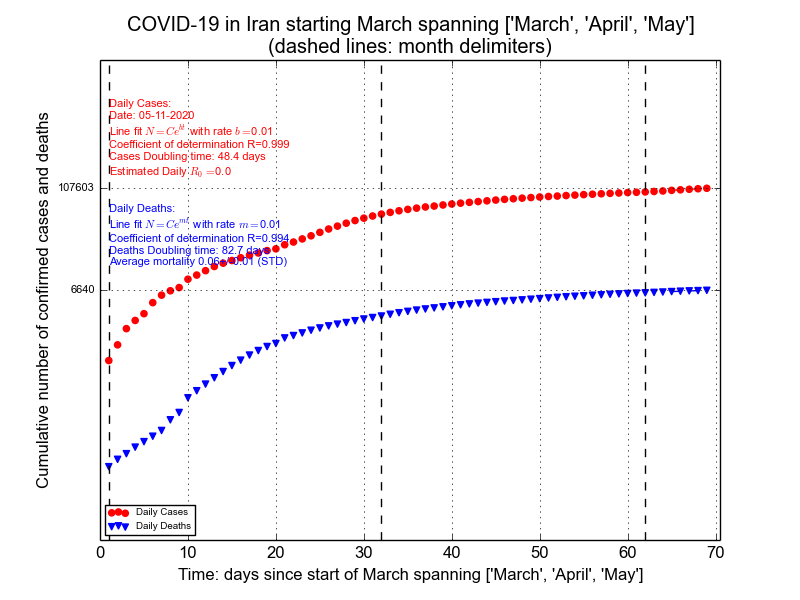 COVID-19 in Iran starting March spanning ['March', 'April', 'May']
(dashed lines: month delimiters)
Cumulative number of confirmed cases and deaths
107603
6640
Daily Cases:
Date: 05-11-2020
Line fit N=Ce^{bt} with rate b=0.01
Coefficient of determination R=0.999
Cases Doubling time: 48.4 days
Estimated Daily R_0=0.0
Daily Deaths:
Line fit N=Ce^{mt} with rate m=0.01
Coefficient of determination R=0.994
Deaths Doubling time: 82.7 days
Average mortality 0.06+/-0.01 (STD)
Daily Cases
Daily Deaths
0 10 20 30 40 50 60 70
Time: days since start of March spanning ['March', 'April', 'May']